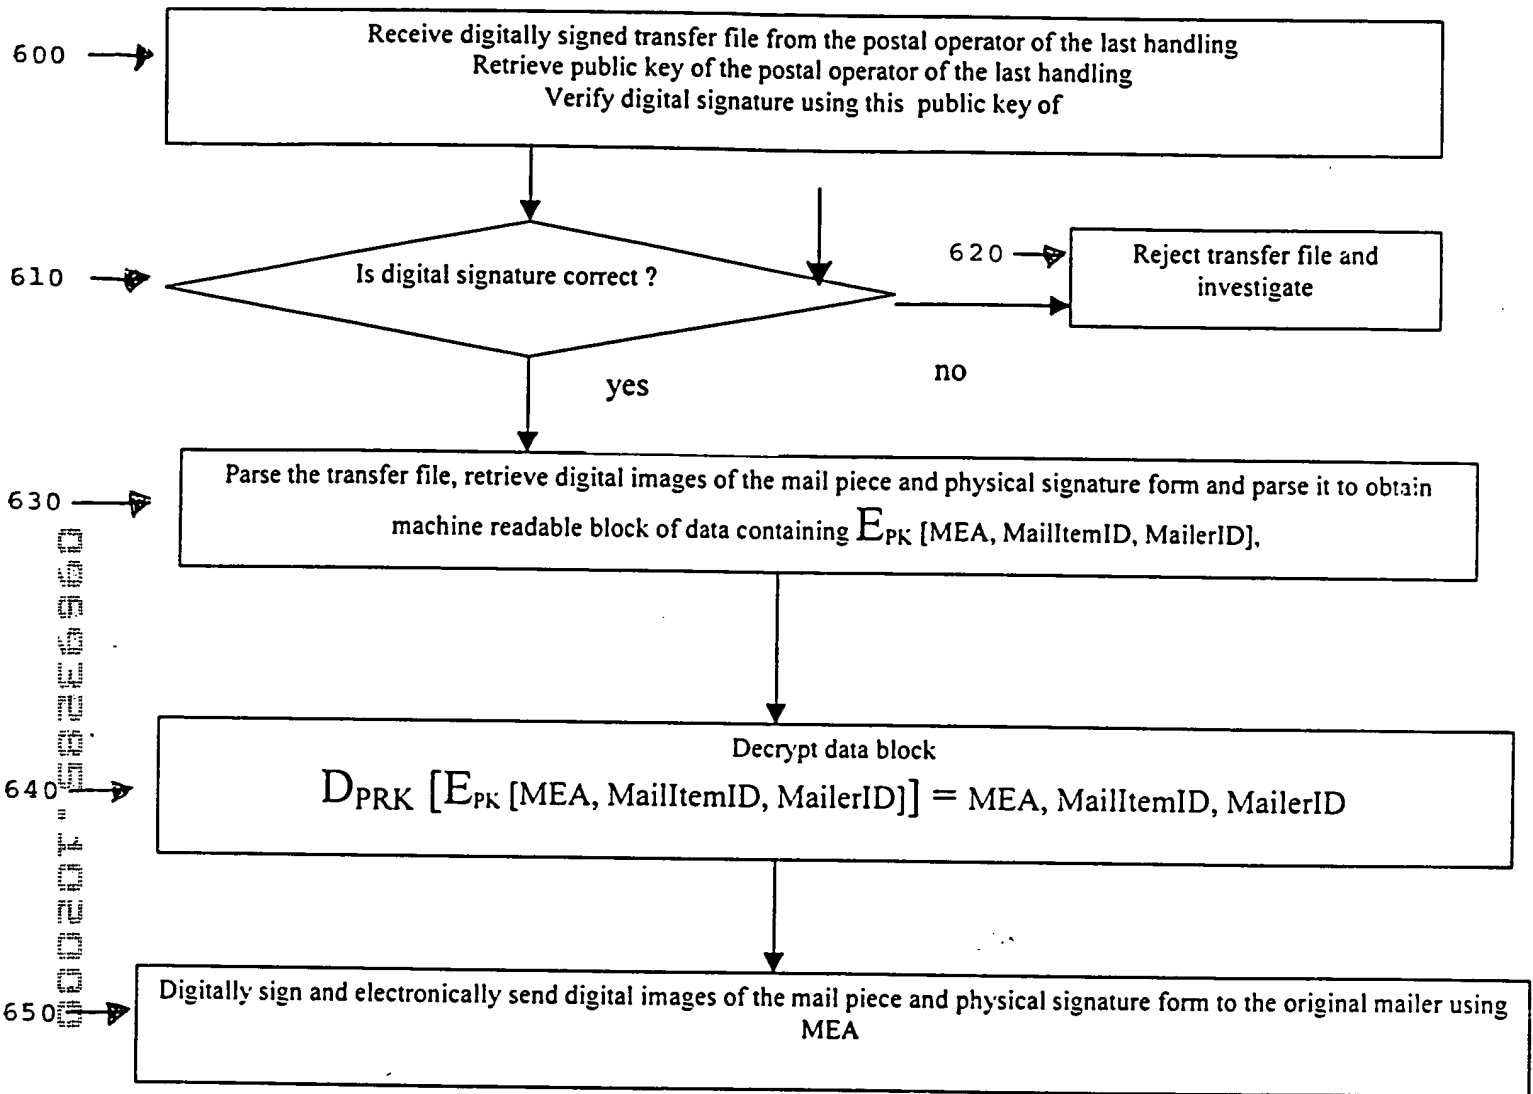 600
Receive digitally signed transfer file from the postal operator of the last handling
Retrieve public key of the postal operator of the last handling
Verify digital signature using this public key of
610
Is digital signature correct ?
620
Reject transfer file and
investigate
yes
no
630
Parse the transfer file, retrieve digital images of the mail piece and physical signature form and parse it to obtain
machine readable block of data containing EPK [MEA, MailItemID, MailerID],
640
Decrypt data block
DPRK [EPK [MEA, MailItemID, MailerID]] = MEA, MailItemID, MailerID
650
Digitally sign and electronically send digital images of the mail piece and physical signature form to the original mailer using
MEA